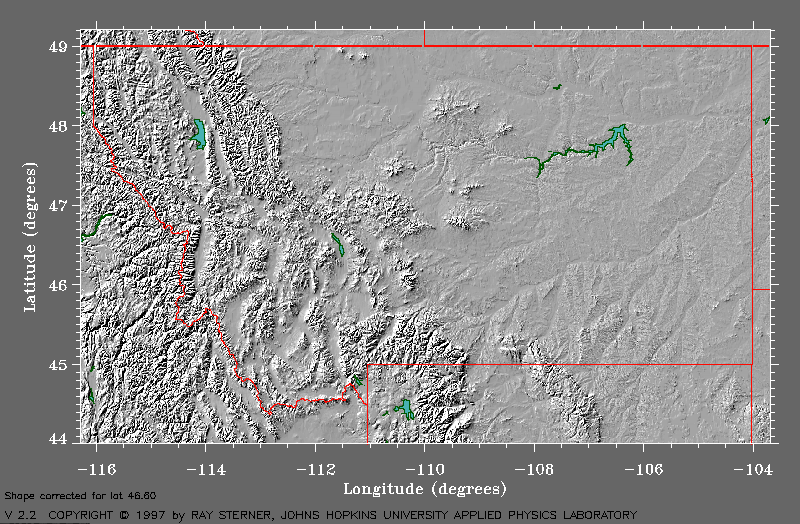 49
48
47
46
45
44
Latitude (degrees)
−116 −114 −112 −110 −108 −106 −104
Longitude (degrees)
Shape corrected for lat 46.60
V 2.2 COPYRIGHT © 1997 by RAY STERNER, JOHNS HOPKINS UNIVERSITY APPLIED PHYSICS LABORATORY